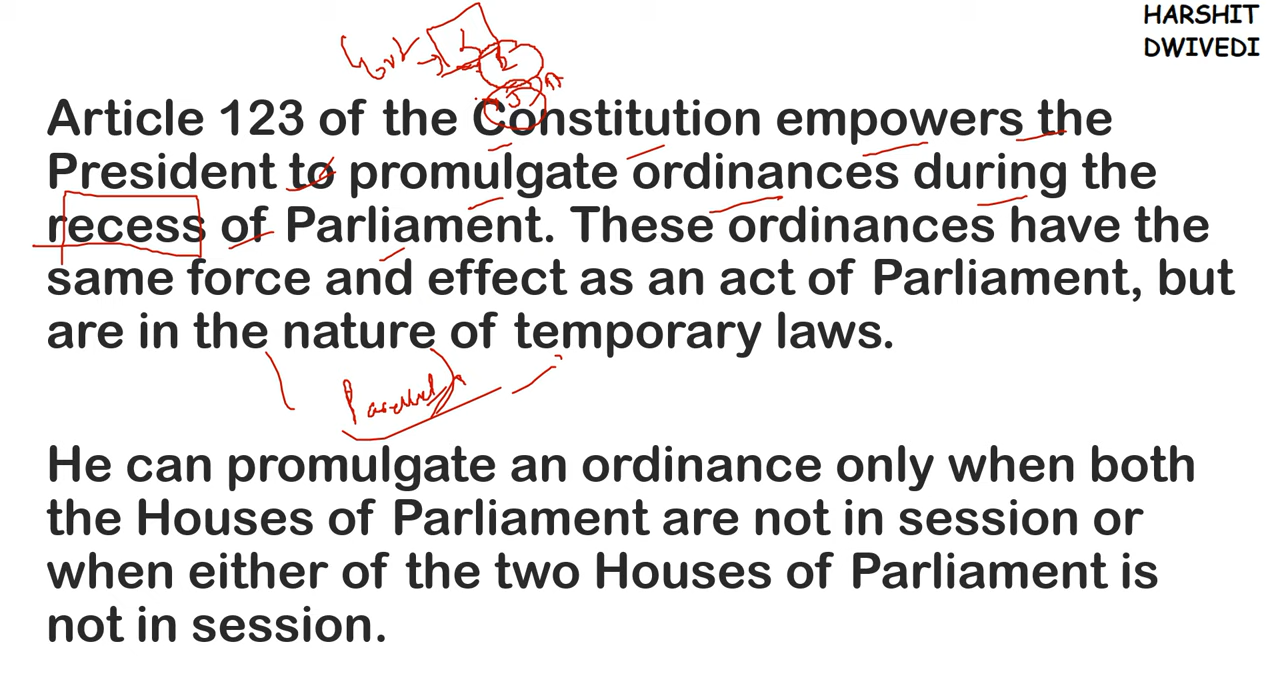 HARSHIT
DWIVEDI
Govr
Article 123 of the Constitution empowers the
President to promulgate ordinances during the
recess of Parliament. These ordinances have the
same force and effect as an act of Parliament, but
are in the nature of temporary laws.
He can promulgate an ordinance only when both
the Houses of Parliament are not in session or
when either of the two Houses of Parliament is
not in session.